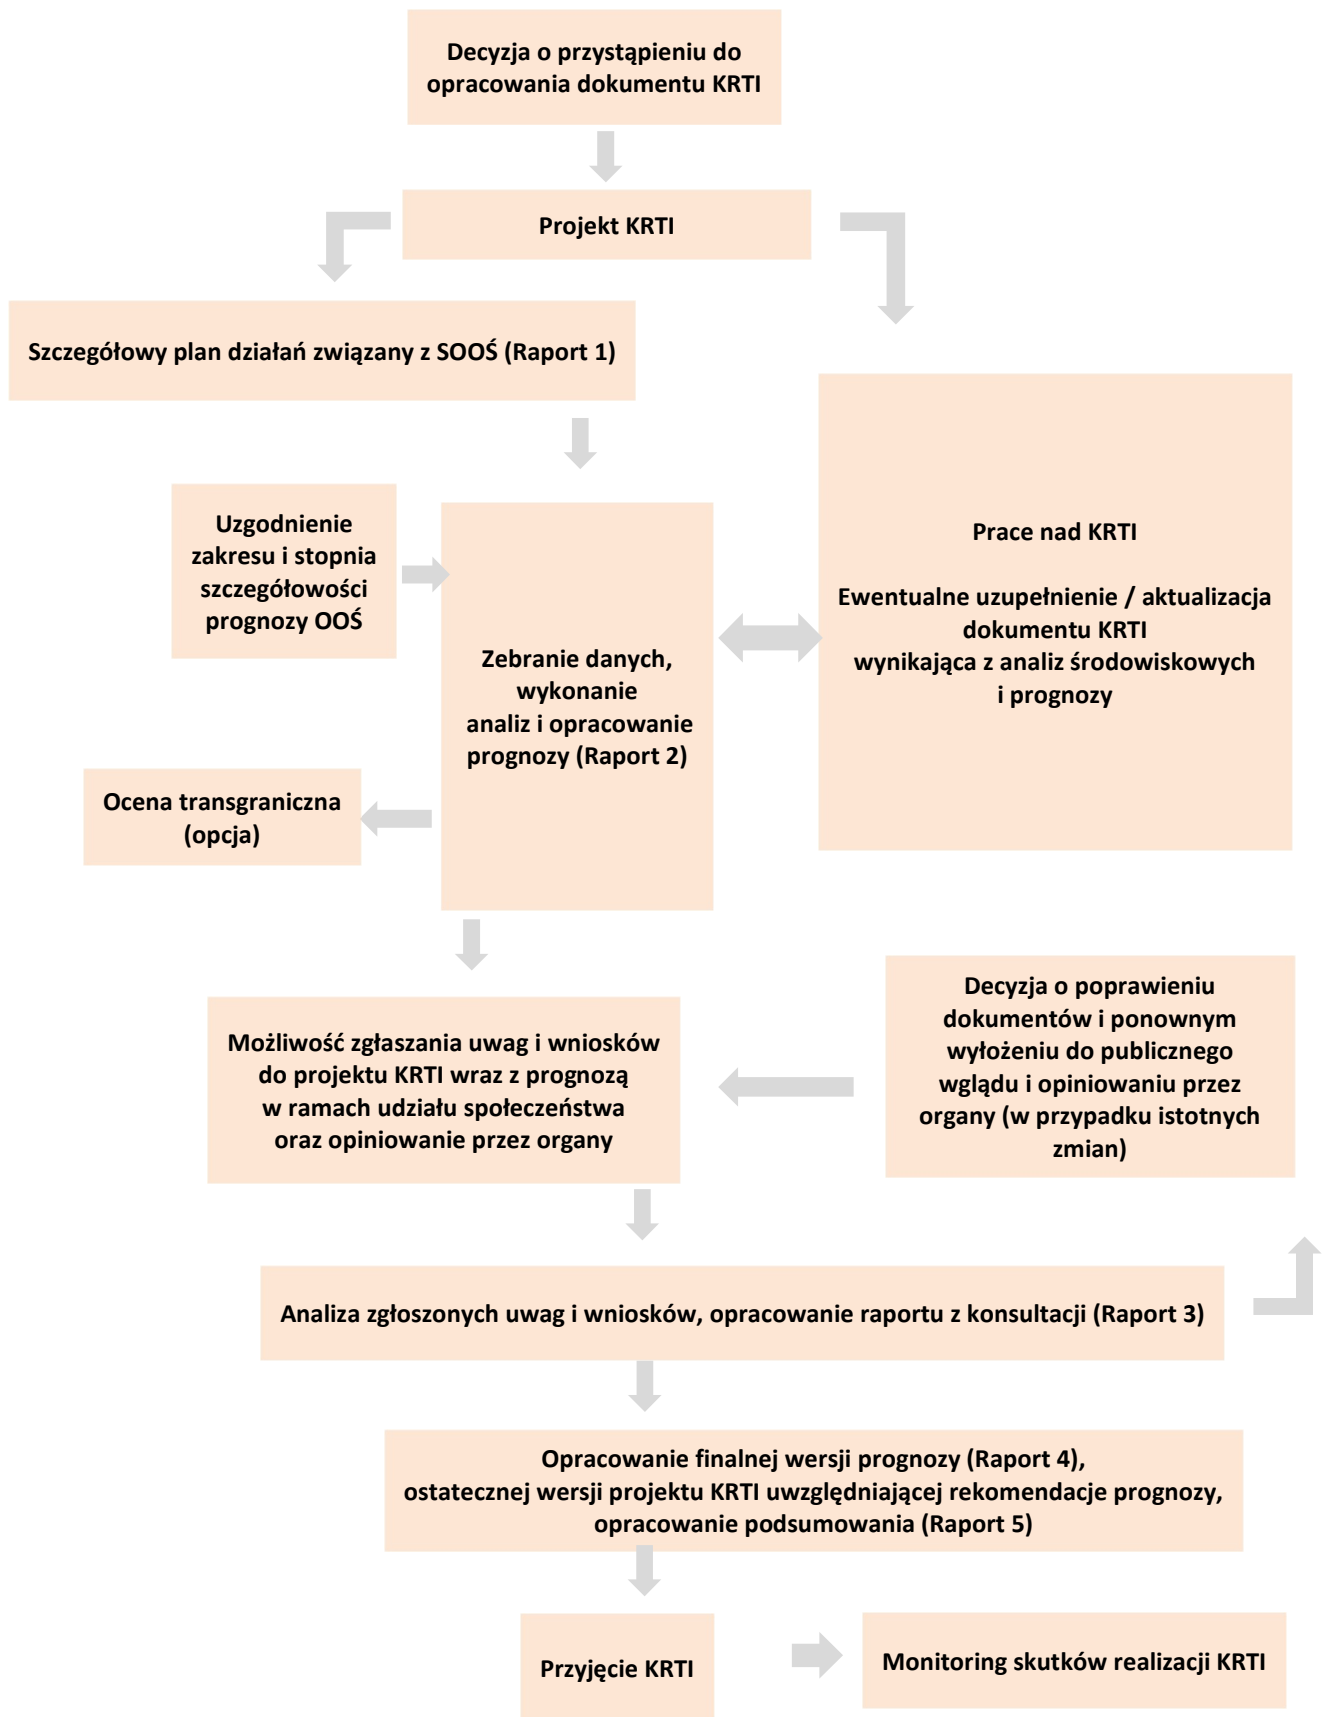 Decyzja o przystąpieniu do
opracowania dokumentu KRTI
Projekt KRTI
Szczegółowy plan działań związany z SOOŚ (Raport 1)
Uzgodnienie
zakresu i stopnia
szczegółowości
prognozy OOŚ
Zebranie danych,
wykonanie
analiz i opracowanie
prognozy (Raport 2)
Prace nad KRTI
Ewentualne uzupełnienie / aktualizacja
dokumentu KRTI
wynikająca z analiz środowiskowych
i prognozy
Ocena transgraniczna
(opcja)
Możliwość zgłaszania uwag i wniosków
do projektu KRTI wraz z prognozą
w ramach udziału społeczeństwa
oraz opiniowanie przez organy
Decyzja o poprawieniu
dokumentów i ponownym
wyłożeniu do publicznego
wglądu i opiniowaniu przez
organy (w przypadku istotnych
zmian)
Analiza zgłoszonych uwag i wniosków, opracowanie raportu z konsultacji (Raport 3)
Opracowanie finalnej wersji prognozy (Raport 4),
ostatecznej wersji projektu KRTI uwzględniającej rekomendacje prognozy,
opracowanie podsumowania (Raport 5)
Przyjęcie KRTI
Monitoring skutków realizacji KRTI